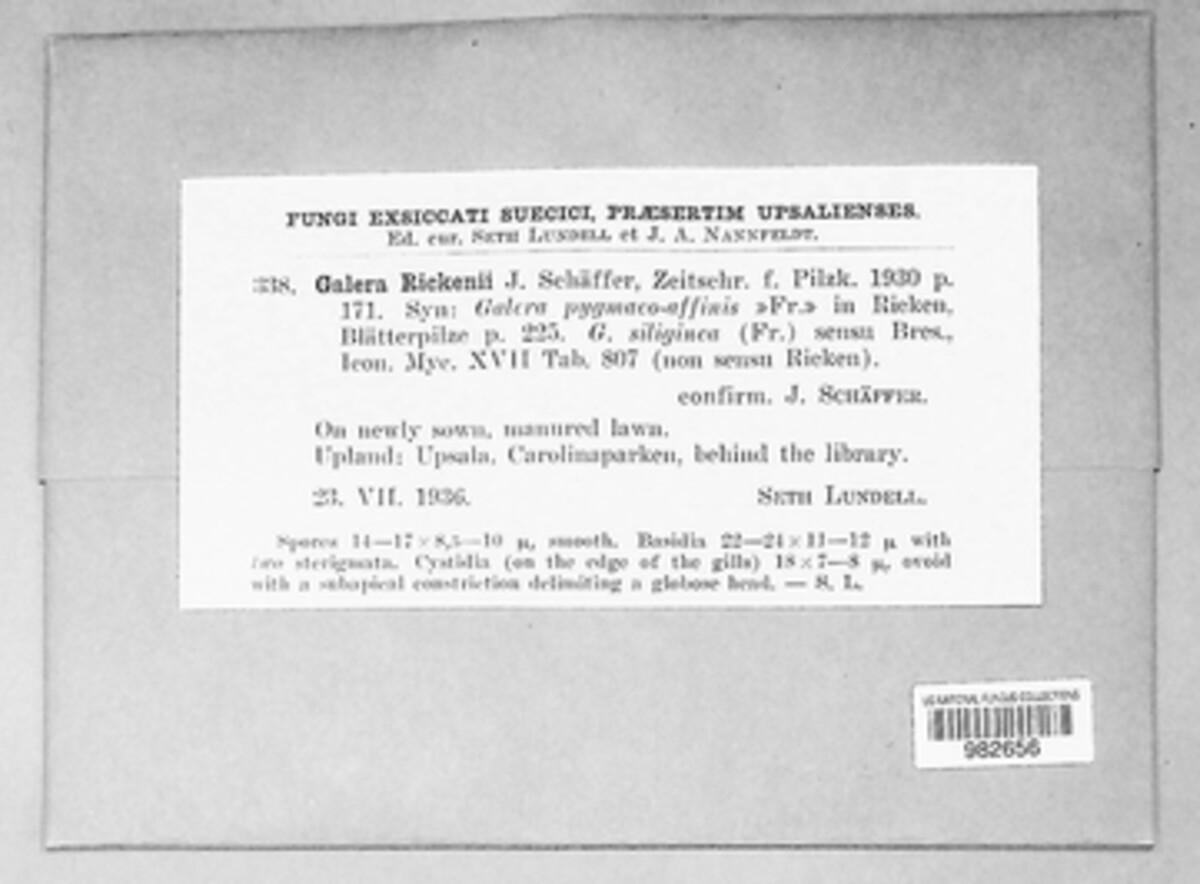 FUNGI EXSICCATI SUECICI, PRÆSERTIM UPSALIENSES.
Ed. cur. SETH LUNDELL et J. A. NANNFELDT.
338. Galera Rickenii J. Schäffer, Zeitschr. f. Pilzk. 1930 p.
171. Syn: Galera pygmaeo-affinis »Fr.» in Ricken,
Blätterpilze p. 225. G. siliginea (Fr.) sensu Bres.,
Icon. Myc. XVII Tab. 807 (non sensu Ricken).
confirm. J. SCHÄFFER.
On newly sown, manured lawn.
Upland: Upsala, Carolinaparken, behind the library.
23. VII. 1936. SETH LUNDELL.
Spores 14—17 × 8,5—10 μ, smooth. Basidia 22—24 × 11—12 μ with
two sterigmata. Cystidia (on the edge of the gills) 18 × 7—8 μ, ovoid
with a subapical constriction delimiting a globose head. — S. L.
US NATIONAL FUNGUS COLLECTIONS
982656